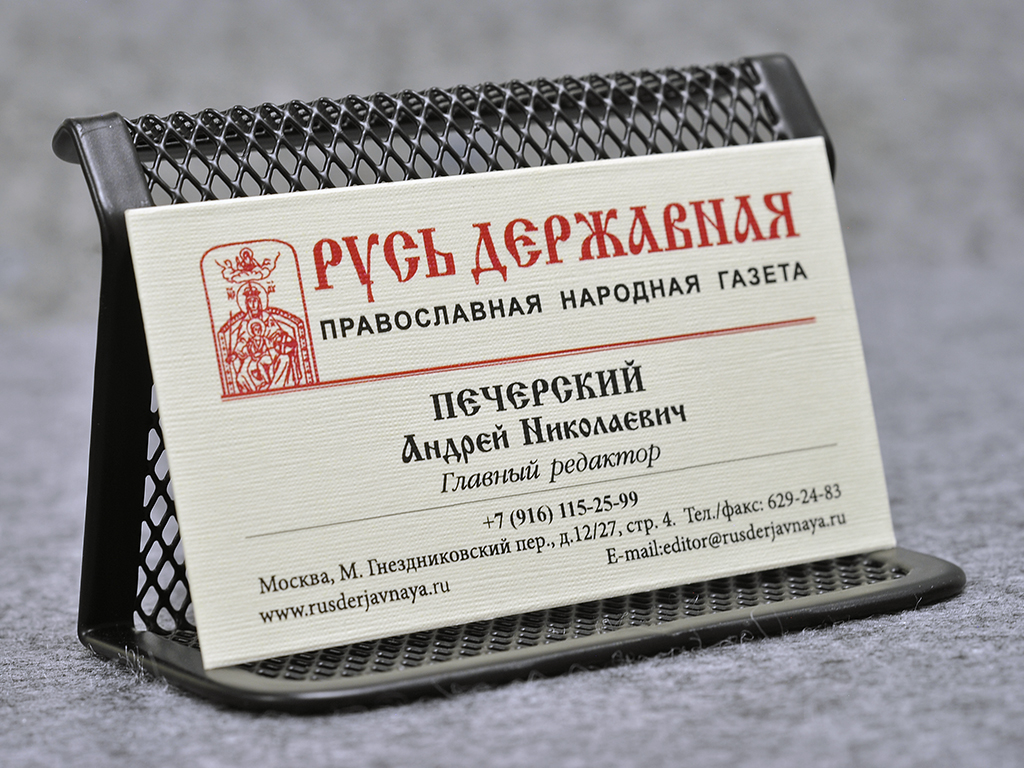 РУСЬ ДЕРЖАВНАЯ
ПРАВОСЛАВНАЯ НАРОДНАЯ ГАЗЕТА
ПЕЧЕРСКИЙ
Андрей Николаевич
Главный редактор
+7 (916) 115-25-99
Москва, М. Гнездниковский пер., д.12/27, стр. 4. Тел./факс: 629-24-83
www.rusderjavnaya.ru E-mail:editor@rusderjavnaya.ru